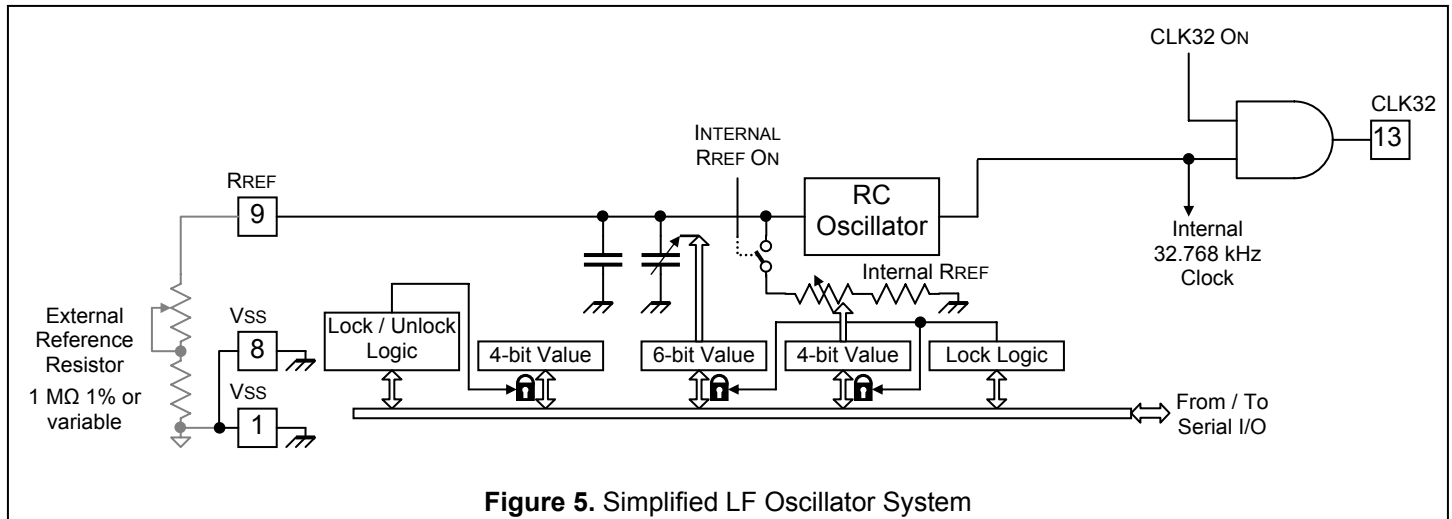 CLK32 ON
CLK32
13
INTERNAL
RREF ON
RREF
9
RC
Oscillator
Internal
32.768 kHz
Clock
Internal RREF
External
Reference
Resistor
1 MΩ 1% or
variable
VSS
8
VSS
1
Lock / Unlock
Logic
4-bit Value
6-bit Value
4-bit Value
Lock Logic
From / To
Serial I/O
Figure 5. Simplified LF Oscillator System